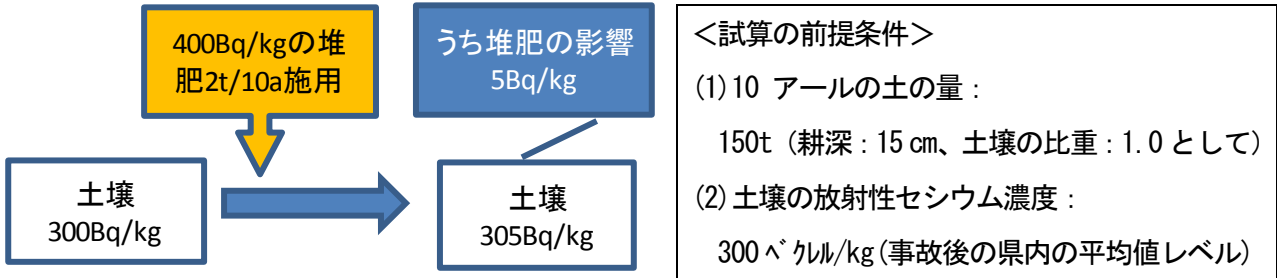 400Bq/kgの堆
肥2t/10a施用
うち堆肥の影響
5Bq/kg
土壌
300Bq/kg
土壌
305Bq/kg
＜試算の前提条件＞
(1)10 アールの土の量：
150t（耕深：15㎝、土壌の比重：1.0として)
(2)土壌の放射性セシウム濃度：
300ﾍﾞｸﾚﾙ/kg(事故後の県内の平均値レベル)